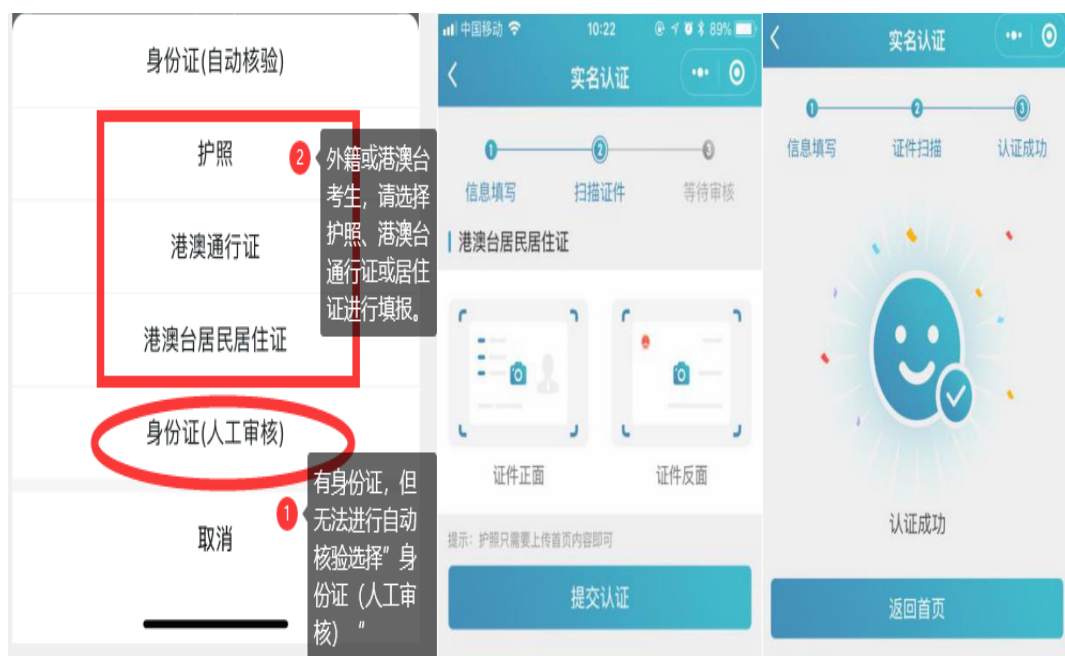 身份证(自动核验)
护照
港澳通行证
港澳台居民居住证
身份证(人工审核)
取消
2
外籍或港澳台
考生，请选择
护照、港澳台
通行证或居住
证进行填报。
1
有身份证，但
无法进行自动
核验选择”身
份证（人工审
核）“
中国移动
10:22
89%
实名认证
1
2
3
信息填写
扫描证件
等待审核
港澳台居民居住证
证件正面
证件反面
提示：护照只需要上传首页内容即可
提交认证
实名认证
1
2
3
信息填写
证件扫描
认证成功
认证成功
返回首页